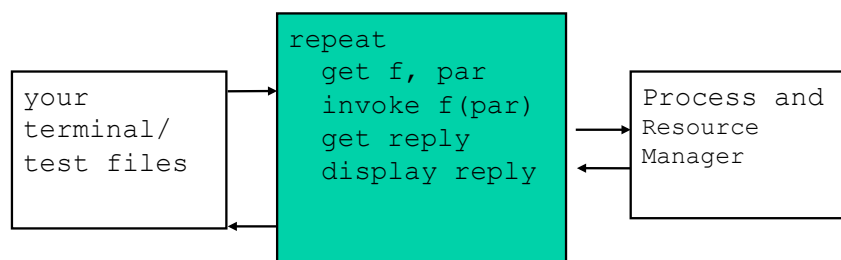 your
terminal/
test files
repeat
get f, par
invoke f(par)
get reply
display reply
Process and
Resource
Manager